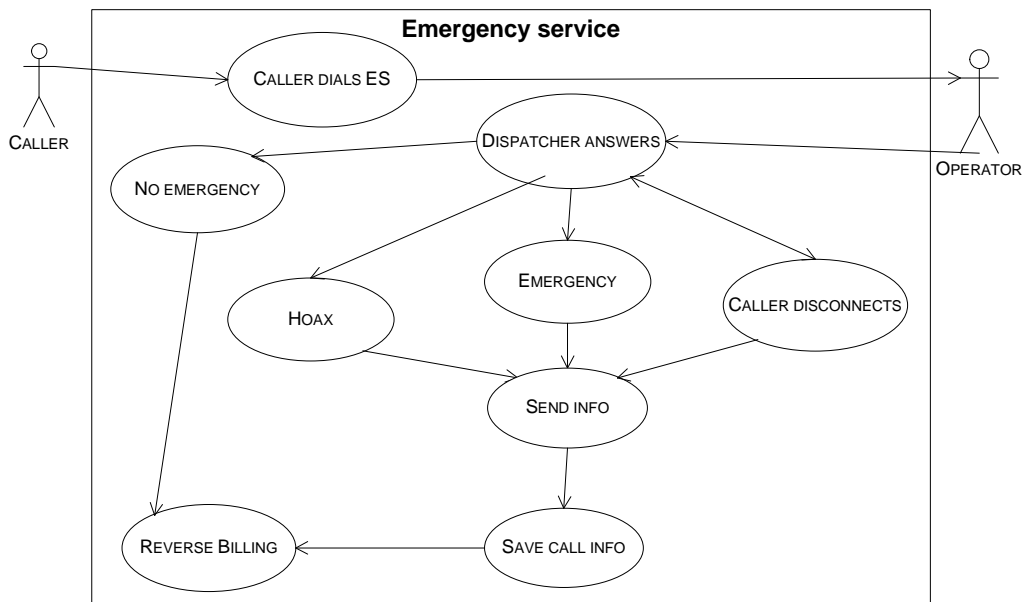 Emergency service
CALLER DIALS ES
CALLER
DISPATCHER ANSWERS
OPERATOR
NO EMERGENCY
EMERGENCY
HOAX
CALLER DISCONNECTS
SEND INFO
REVERSE BILLING
SAVE CALL INFO